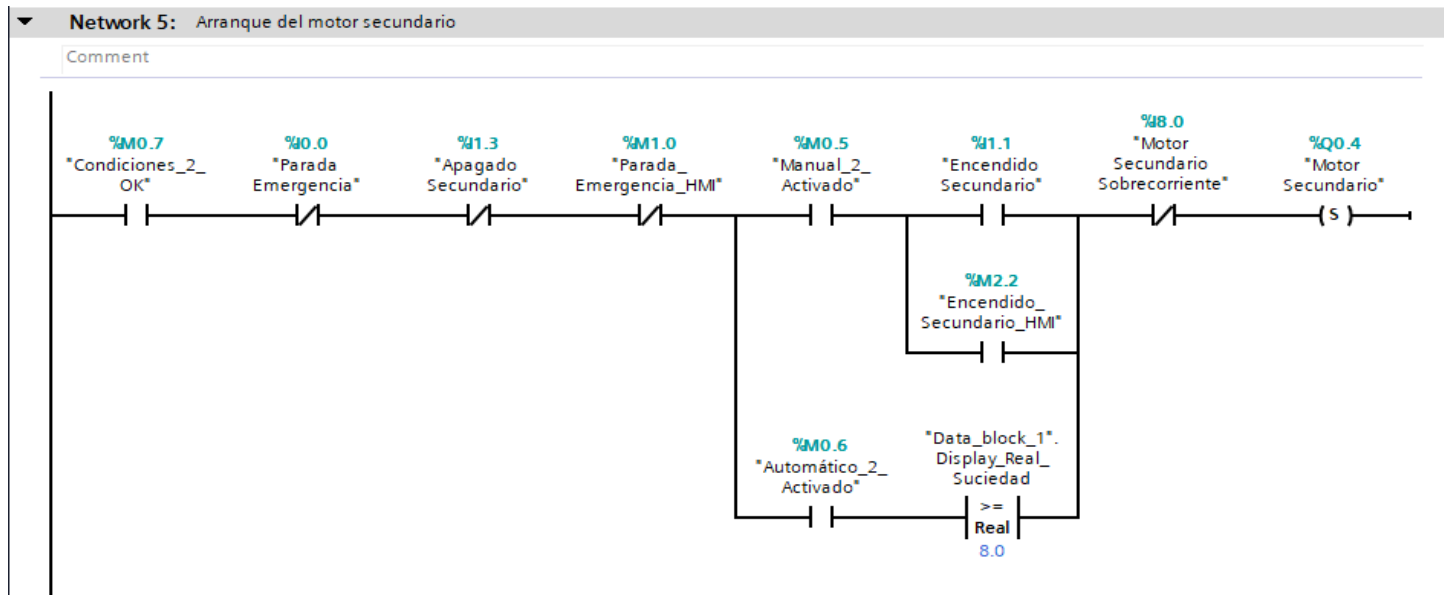 Network 5: Arranque del motor secundario
Comment
%M0.7
"Condiciones_2_
OK"
%I0.0
"Parada
Emergencia"
%I1.3
"Apagado
Secundario"
%M1.0
"Parada_
Emergencia_HMI"
%M0.5
"Manual_2_
Activado"
%I1.1
"Encendido
Secundario"
%I8.0
"Motor
Secundario
Sobrecorriente"
%Q0.4
"Motor
Secundario"
S
%M2.2
"Encendido_
Secundario_HMI"
%M0.6
"Automático_2_
Activado"
"Data_block_1".
Display_Real_
Suciedad
>=
Real
8.0